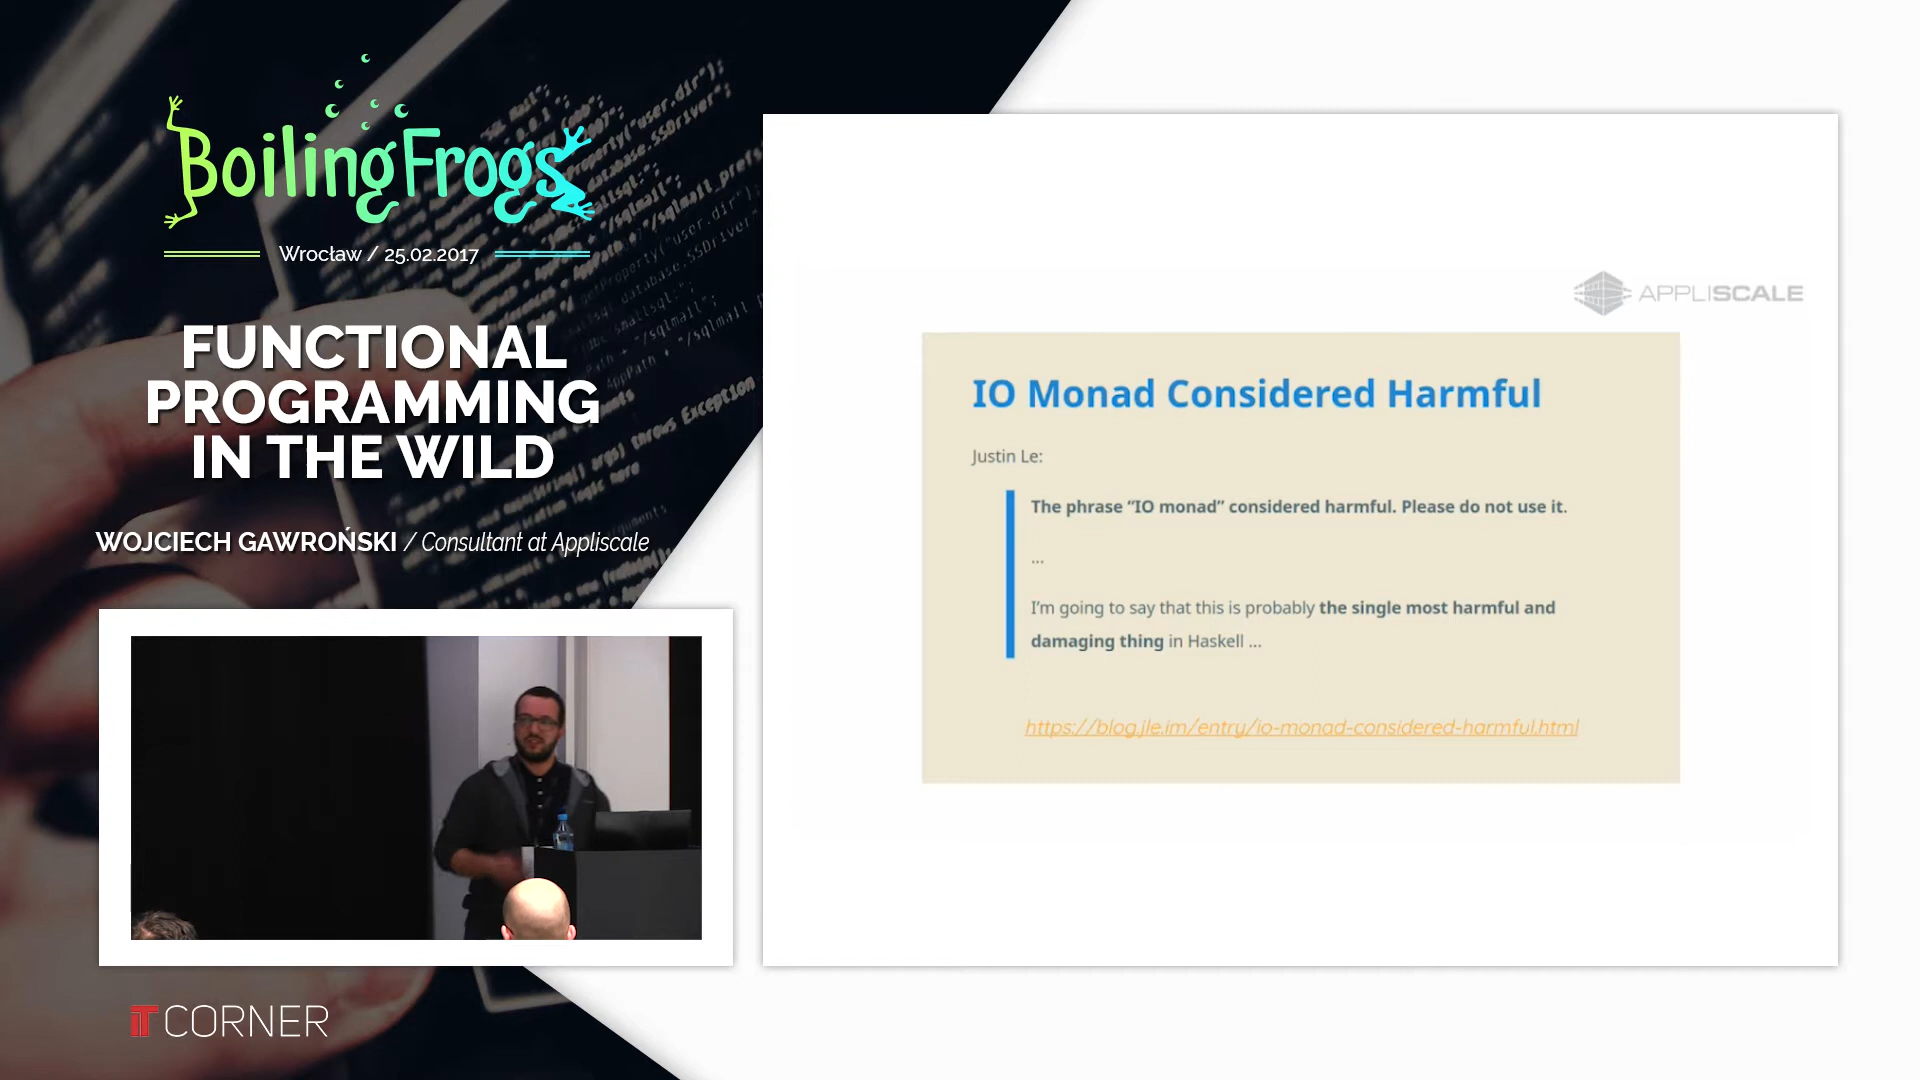 BoilingFrogs
Wrocław / 25.02.2017
FUNCTIONAL
PROGRAMMING
IN THE WILD
WOJCIECH GAWROŃSKI / Consultant at Appliscale
IT CORNER
APPLISCALE
IO Monad Considered Harmful
Justin Le:
The phrase “IO monad” considered harmful. Please do not use it.
...
I’m going to say that this is probably the single most harmful and
damaging thing in Haskell ...
https://blog.jle.im/entry/io-monad-considered-harmful.html